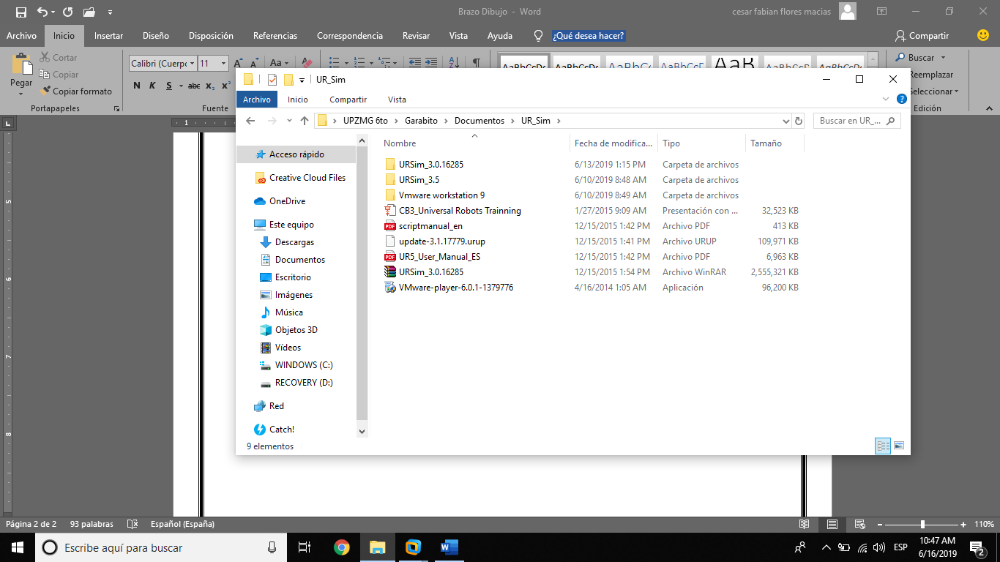 Brazo Dibujo - Word
cesar fabian flores macias
Archivo Inicio Insertar Diseño Disposición Referencias Correspondencia Revisar Vista Ayuda ¿Qué desea hacer? Compartir
Pegar
Cortar
Copiar
Copiar formato
Portapapeles
Calibri (Cuerpo 11
N K S abc x₂ x²
Fuente
Buscar
Reemplazar
Seleccionar
Edición
UR_Sim
Archivo Inicio Compartir Vista
UPZMG 6to > Garabito > Documentos > UR_Sim >
Buscar en UR_...
Nombre Fecha de modifica... Tipo Tamaño
URSim_3.0.16285 6/13/2019 1:15 PM Carpeta de archivos
URSim_3.5 6/10/2019 8:48 AM Carpeta de archivos
Vmware workstation 9 6/10/2019 8:49 AM Carpeta de archivos
CB3_Universal Robots Trainning 1/27/2015 9:09 AM Presentación con ... 32,523 KB
scriptmanual_en 12/15/2015 1:42 PM Archivo PDF 413 KB
update-3.1.17779.urup 12/15/2015 1:41 PM Archivo URUP 109,971 KB
UR5_User_Manual_ES 12/15/2015 1:42 PM Archivo PDF 6,963 KB
URSim_3.0.16285 12/15/2015 1:54 PM Archivo WinRAR 2,555,321 KB
VMware-player-6.0.1-1379776 4/16/2014 1:05 AM Aplicación 96,200 KB
Acceso rápido
Creative Cloud Files
OneDrive
Este equipo
Descargas
Documentos
Escritorio
Imágenes
Música
Objetos 3D
Vídeos
WINDOWS (C:)
RECOVERY (D:)
Red
Catch!
9 elementos
1
5
6
7
8
Página 2 de 2 93 palabras Español (España) 110%
Escribe aquí para buscar
ESP
10:47 AM
6/16/2019
2